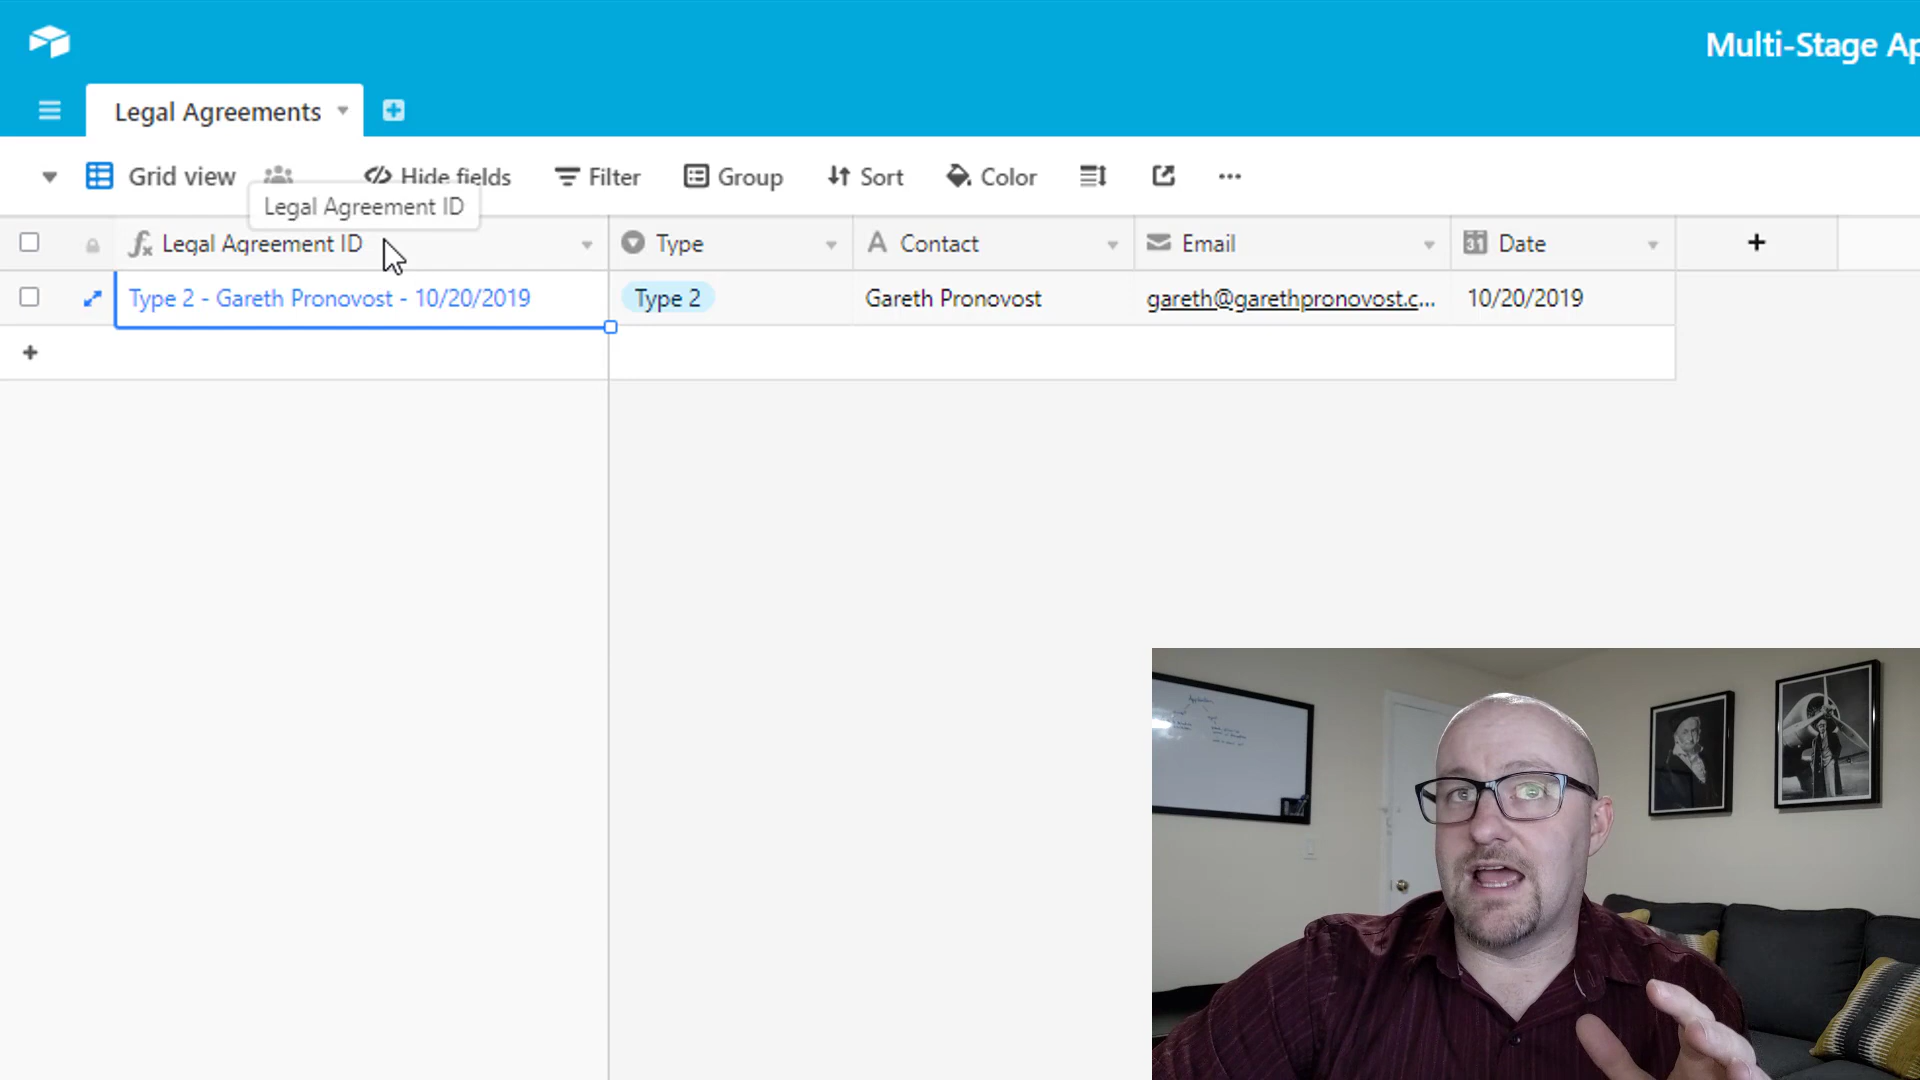 Multi-Stage Ap
Legal Agreements
Grid view
Hide fields
Filter
Group
Sort
Color
Legal Agreement ID
Legal Agreement ID
Type
Contact
31
Email
Date
Type 2 - Gareth Pronovost - 10/20/2019
Type 2
Gareth Pronovost
gareth@garethpronovost.c...
10/20/2019